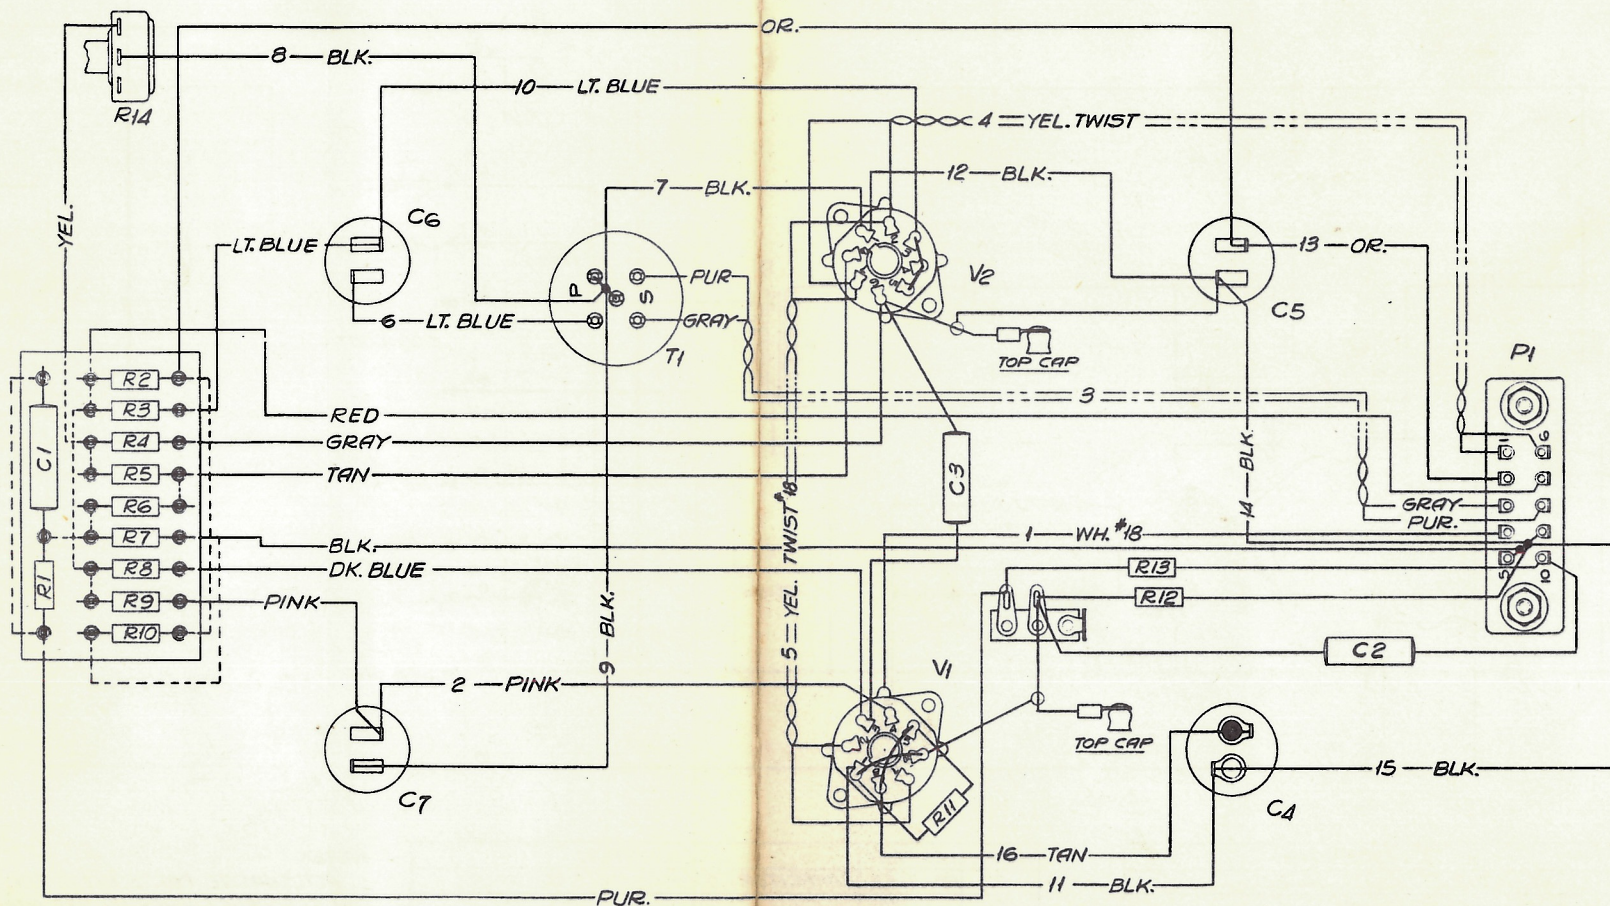 OR.
8 BLK.
R14
10 LT. BLUE
4 YEL. TWIST
12 BLK.
7 BLK.
YEL.
C6
LT. BLUE
V2
13 OR.
P
S
PUR
C5
6 LT. BLUE
GRAY
T1
TOP CAP
P1
R2
R3
RED
3
R4
GRAY
1
6
C1
R5
TAN
C3
14 BLK
R6
GRAY
PUR.
R7
BLK.
1 WH. #18
5 YEL. TWIST #18
R8
DK. BLUE
R13
5
10
R1
R9
PINK
R12
9 BLK.
R10
C2
2 PINK
V1
TOP CAP
15 BLK.
C7
R11
C4
16 TAN
11 BLK.
PUR.